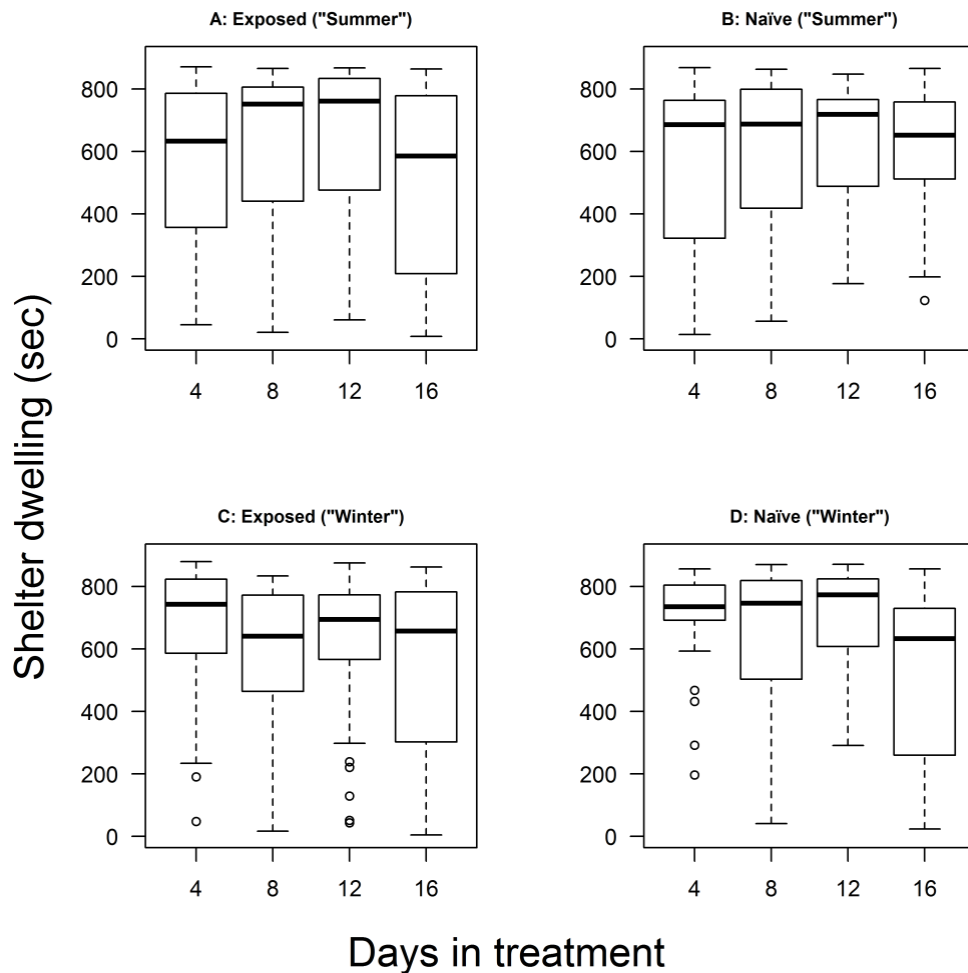 A: Exposed ("Summer")
B: Naïve ("Summer")
800
600
400
200
0
4 8 12 16
800
600
400
200
0
4 8 12 16
Shelter dwelling (sec)
C: Exposed ("Winter")
D: Naïve ("Winter")
800
600
400
200
0
4 8 12 16
800
600
400
200
0
4 8 12 16
Days in treatment